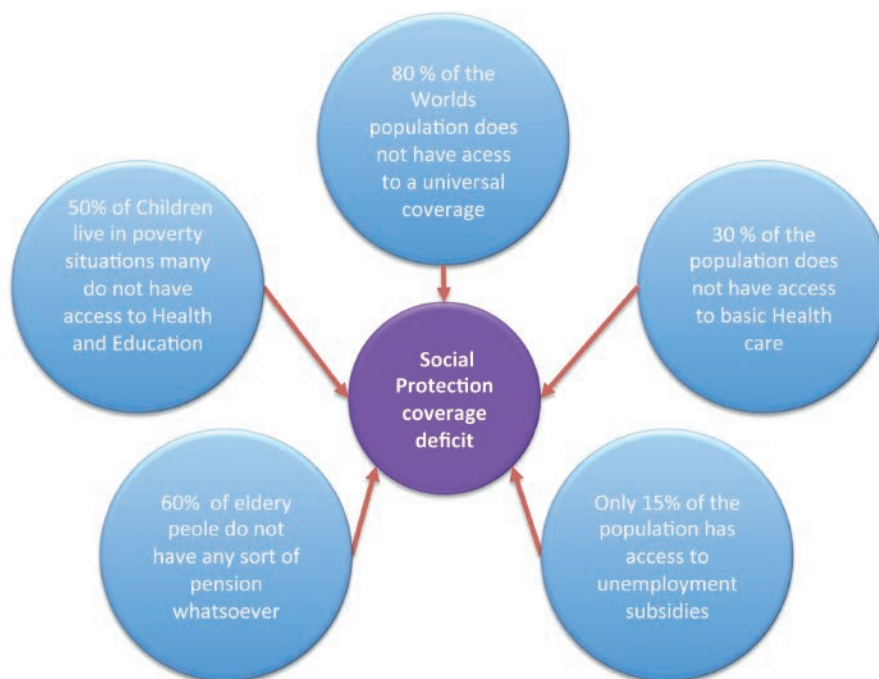 80 % of the
Worlds
population does
not have acess
to a universal
coverage
50% of Children
live in poverty
situations many
do not have
access to Health
and Education
30 % of the
population does
not have access
to basic Health
care
Social
Protection
coverage
deficit
60% of eldery
peole do not
have any sort of
pension
whatsoever
Only 15% of the
population has
access to
unemployment
subsidies